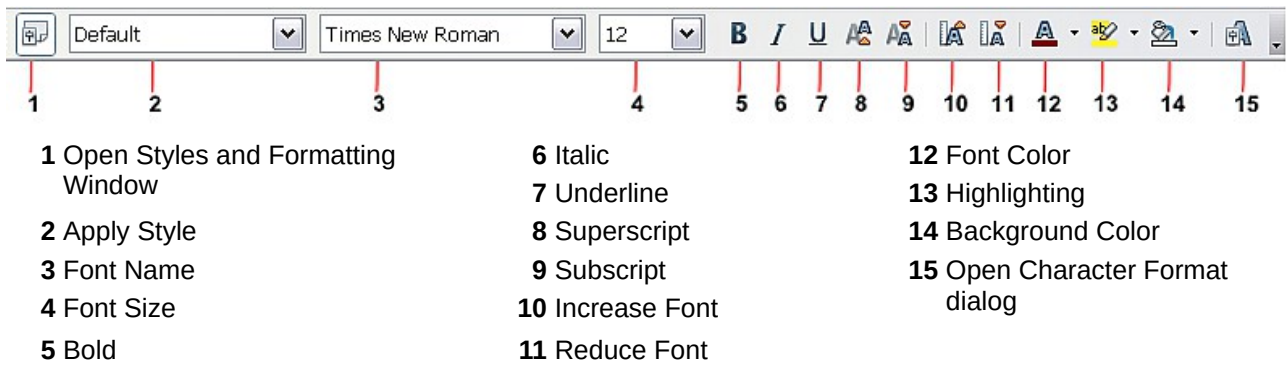 Default Times New Roman 12 B I U A ab
1 2 3 4 5 6 7 8 9 10 11 12 13 14 15
1 Open Styles and Formatting
Window
2 Apply Style
3 Font Name
4 Font Size
5 Bold
6 Italic
7 Underline
8 Superscript
9 Subscript
10 Increase Font
11 Reduce Font
12 Font Color
13 Highlighting
14 Background Color
15 Open Character Format
dialog